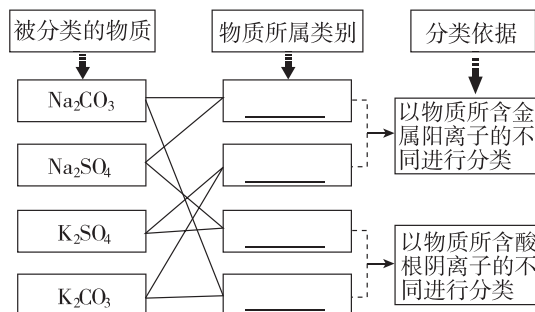 被分类的物质
物质所属类别
分类依据
Na₂CO₃
Na₂SO₄
K₂SO₄
K₂CO₃
以物质所含金
属阳离子的不
同进行分类
以物质所含酸
根阴离子的不
同进行分类